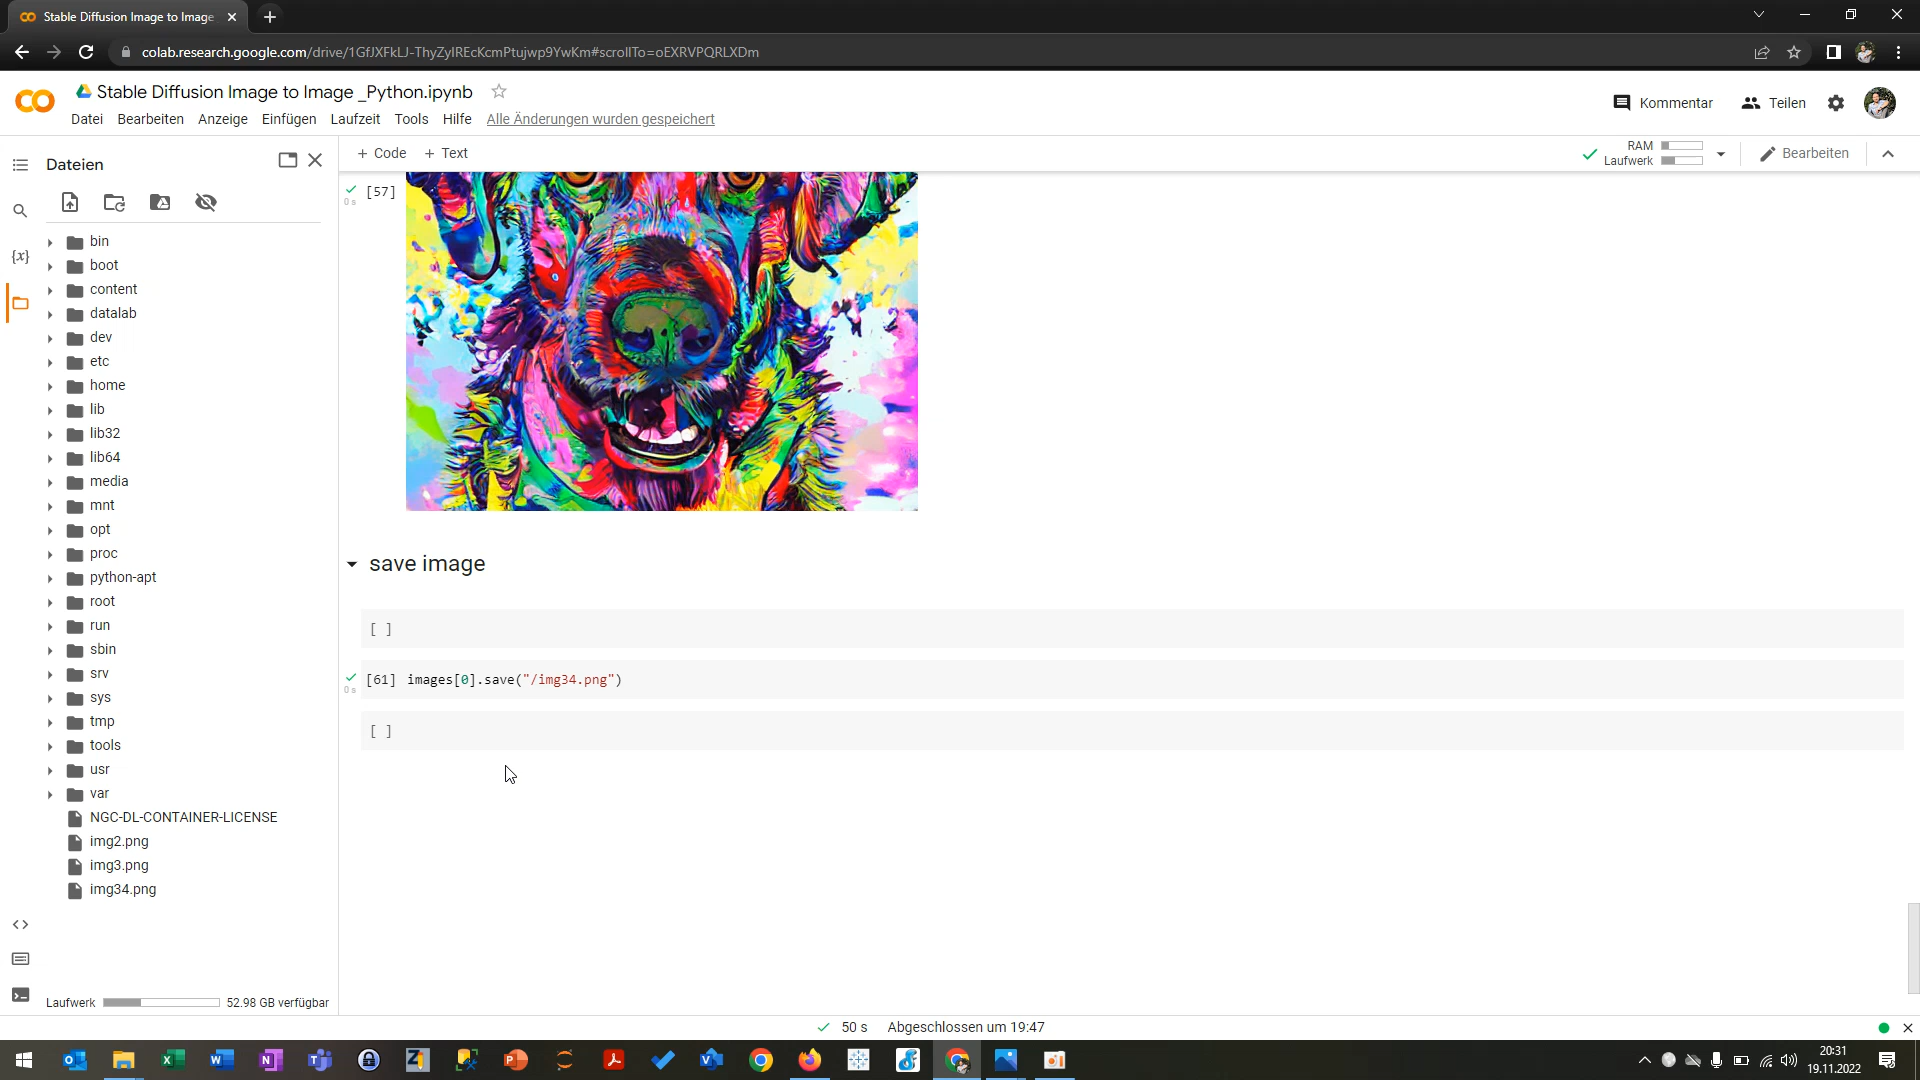 Stable Diffusion Image to Image
colab.research.google.com/drive/1GfJXFkLJ-ThyZylREcKcmPtujwp9YwKm#scrollTo=oEXRVPQRLXDm
Stable Diffusion Image to Image _Python.ipynb
Kommentar
Teilen
Datei Bearbeiten Anzeige Einfügen Laufzeit Tools Hilfe Alle Änderungen wurden gespeichert
Dateien
+ Code + Text
RAM
Laufwerk
Bearbeiten
{x}
[57]
0 s
bin
boot
content
datalab
dev
etc
home
lib
lib32
lib64
media
mnt
opt
proc
python-apt
root
run
sbin
srv
sys
tmp
tools
usr
var
NGC-DL-CONTAINER-LICENSE
img2.png
img3.png
img34.png
save image
[ ]
[61] images[0].save("/img34.png")
0 s
[ ]
Laufwerk 52.98 GB verfügbar
50 s Abgeschlossen um 19:47
20:31
19.11.2022